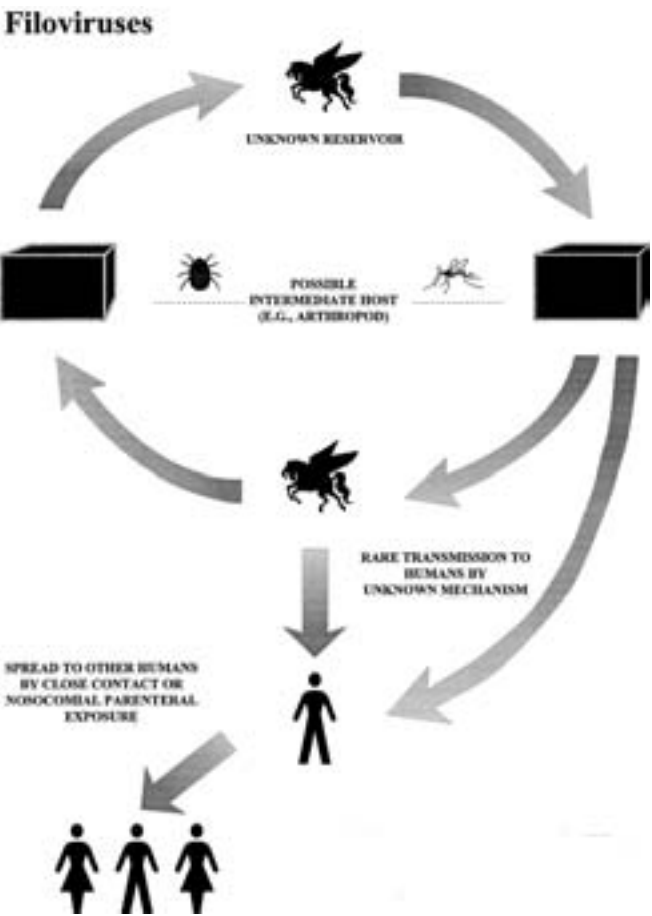 Filoviruses
UNKNOWN RESERVOIR
POSSIBLE
INTERMEDIATE HOST
(E.G., ARTHROPOD)
RARE TRANSMISSION TO
HUMANS BY
UNKNOWN MECHANISM
SPREAD TO OTHER HUMANS
BY CLOSE CONTACT OR
NOSOCOMIAL PARENTERAL
EXPOSURE